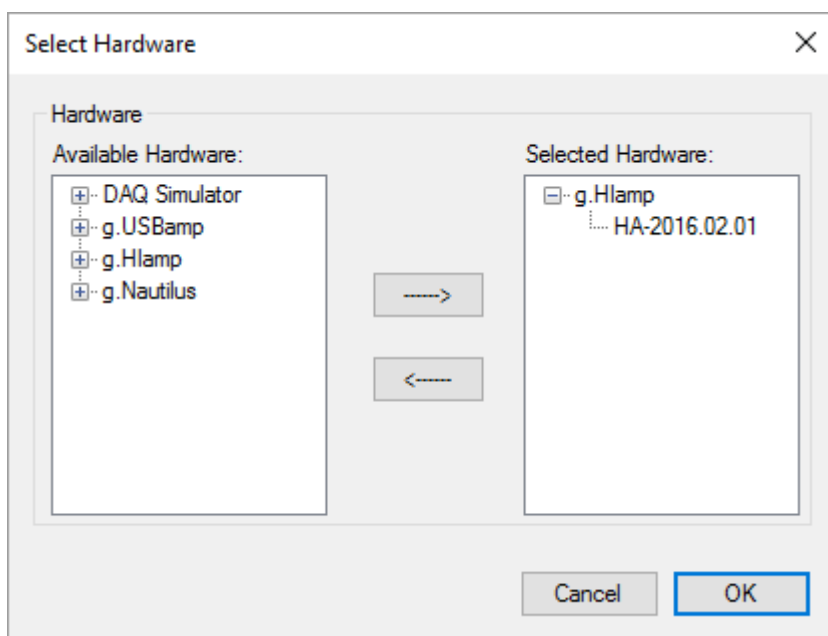 Select Hardware
Hardware
Available Hardware:
DAQ Simulator
g.USBamp
g.HIamp
g.Nautilus
------>
<------
Selected Hardware:
g.HIamp
HA-2016.02.01
Cancel
OK